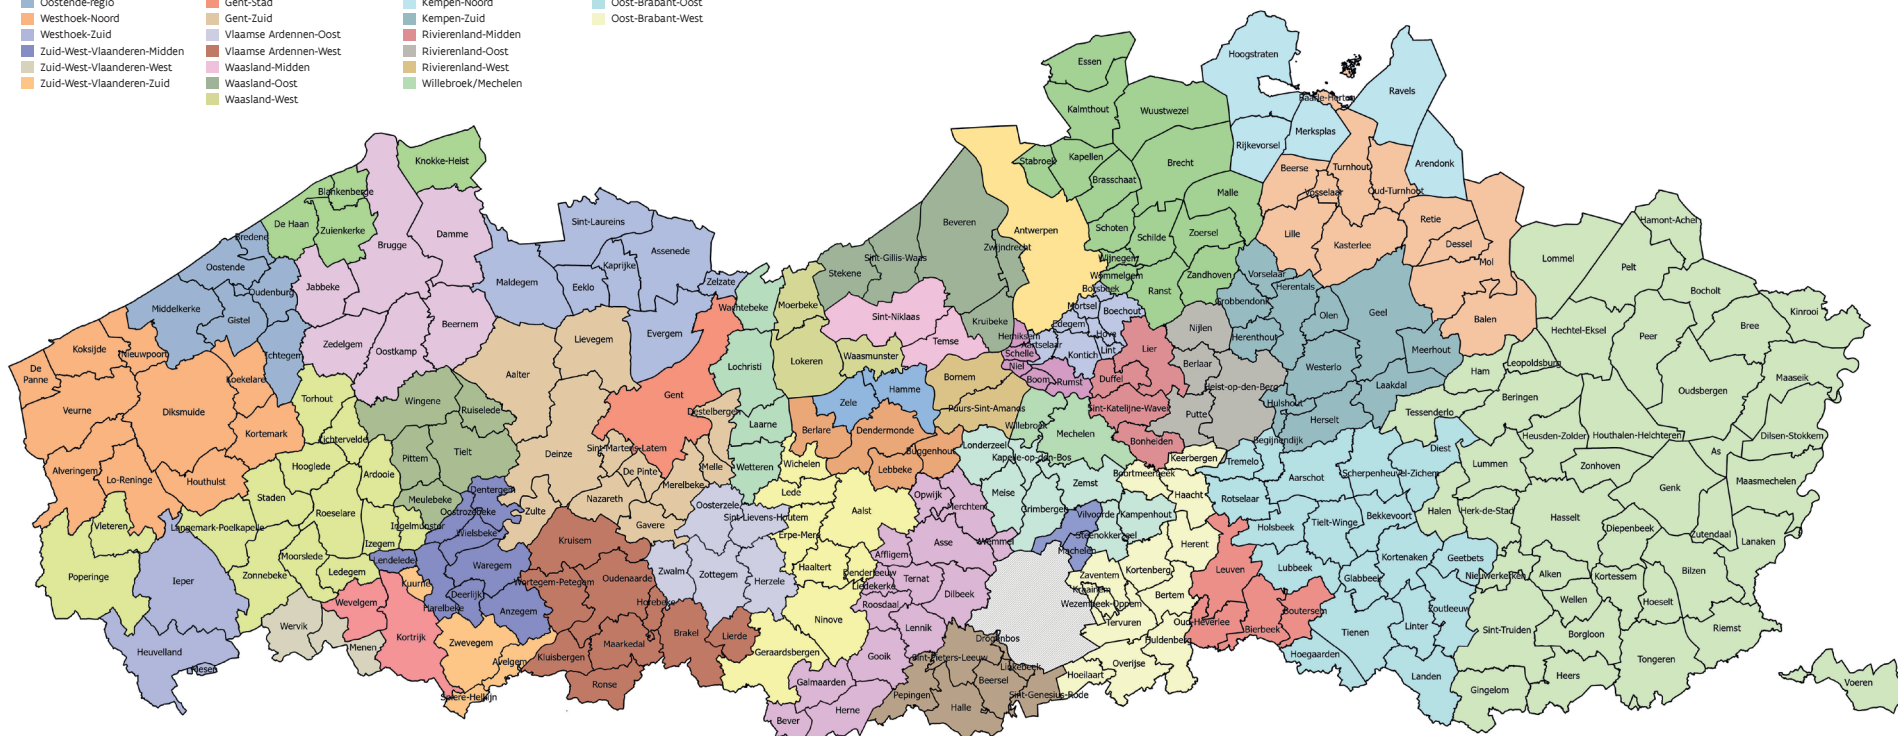 Oostende-regio
Westhoek-Noord
Westhoek-Zuid
Zuid-West-Vlaanderen-Midden
Zuid-West-Vlaanderen-West
Zuid-West-Vlaanderen-Zuid
Gent-Stad
Gent-Zuid
Vlaamse Ardennen-Oost
Vlaamse Ardennen-West
Waasland-Midden
Waasland-Oost
Waasland-West
Kempen-Noord
Kempen-Zuid
Rivierenland-Midden
Rivierenland-Oost
Rivierenland-West
Willebroek/Mechelen
Oost-Brabant-Oost
Oost-Brabant-West
Knokke-Heist
Blankenberge
De Haan
Zuienkerke
Bredene
Brugge
Damme
Oostende
Oudenburg
Jabbeke
Middelkerke
Gistel
Zedelgem
Oostkamp
Beernem
Ichtegem
Koksijde
Nieuwpoort
De Panne
Koekelare
Veurne
Diksmuide
Kortemark
Torhout
Lichtervelde
Wingene
Ruiselede
Alveringem
Lo-Reninge
Houthulst
Hooglede
Ardooie
Pittem
Tielt
Staden
Meulebeke
Dentergem
Oostrozebeke
Vleteren
Langemark-Poelkapelle
Roeselare
Ingelmunster
Wielsbeke
Izegem
Poperinge
Ieper
Moorslede
Zonnebeke
Ledegem
Lendelede
Kuurne
Waregem
Deerlijk
Harelbeke
Anzegem
Wevelgem
Wervik
Menen
Kortrijk
Zwevegem
Avelgem
Spiere-Helkijn
Heuvelland
Mesen
Sint-Laureins
Assenede
Kaprijke
Maldegem
Eeklo
Zelzate
Evergem
Wachtebeke
Moerbeke
Lievegem
Aalter
Lochristi
Lokeren
Gent
Destelbergen
Laarne
Sint-Martens-Latem
Deinze
De Pinte
Melle
Merelbeke
Wetteren
Nazareth
Zulte
Gavere
Oosterzele
Sint-Lievens-Houtem
Kruisem
Wortegem-Petegem
Oudenaarde
Zwalm
Zottegem
Herzele
Horebeke
Maarkedal
Brakel
Lierde
Kluisbergen
Ronse
Stekene
Sint-Gillis-Waas
Beveren
Zwijndrecht
Sint-Niklaas
Kruibeke
Temse
Waasmunster
Hamme
Zele
Berlare
Dendermonde
Buggenhout
Lebbeke
Wichelen
Lede
Aalst
Erpe-Mere
Haaltert
Denderleeuw
Ninove
Geraardsbergen
Essen
Kalmthout
Wuustwezel
Stabroek
Kapellen
Brecht
Brasschaat
Malle
Antwerpen
Schoten
Schilde
Zoersel
Wijnegem
Wommelgem
Zandhoven
Borsbeek
Ranst
Mortsel
Boechout
Edegem
Hove
Hemiksem
Aartselaar
Kontich
Lint
Schelle
Niel
Boom
Rumst
Bornem
Puurs-Sint-Amands
Lier
Duffel
Sint-Katelijne-Waver
Bonheiden
Willebroek
Mechelen
Nijlen
Berlaar
Heist-op-den-Berg
Putte
Hoogstraten
Baarle-Hertog
Ravels
Merksplas
Rijkevorsel
Arendonk
Beerse
Turnhout
Vosselaar
Oud-Turnhout
Lille
Kasterlee
Retie
Dessel
Mol
Balen
Vorselaar
Herentals
Grobbendonk
Olen
Geel
Herenthout
Meerhout
Westerlo
Laakdal
Hulshout
Herselt
Londerzeel
Kapelle-op-den-Bos
Opwijk
Meise
Zemst
Merchtem
Grimbergen
Vilvoorde
Kampenhout
Steenokkerzeel
Machelen
Wemmel
Asse
Affligem
Liedekerke
Ternat
Dilbeek
Roosdaal
Lennik
Gooik
Galmaarden
Herne
Bever
Pepingen
Sint-Pieters-Leeuw
Drogenbos
Linkebeek
Beersel
Halle
Sint-Genesius-Rode
Begijnendijk
Keerbergen
Tremelo
Boortmeerbeek
Haacht
Rotselaar
Aarschot
Scherpenheuvel-Zichem
Diest
Herent
Holsbeek
Tielt-Winge
Bekkevoort
Kortenberg
Zaventem
Kraainem
Wezembeek-Oppem
Bertem
Tervuren
Huldenberg
Overijse
Hoeilaart
Leuven
Oud-Heverlee
Bierbeek
Boutersem
Lubbeek
Glabbeek
Kortenaken
Geetbets
Zoutleeuw
Linter
Tienen
Hoegaarden
Landen
Hamont-Achel
Lommel
Pelt
Bocholt
Kinrooi
Bree
Hechtel-Eksel
Peer
Leopoldsburg
Ham
Oudsbergen
Maaseik
Beringen
Tessenderlo
Heusden-Zolder
Houthalen-Helchteren
Dilsen-Stokkem
As
Lummen
Zonhoven
Genk
Maasmechelen
Halen
Herk-de-Stad
Hasselt
Diepenbeek
Zutendaal
Lanaken
Nieuwerkerken
Alken
Kortessem
Bilzen
Wellen
Hoeselt
Sint-Truiden
Borgloon
Riemst
Tongeren
Heers
Gingelom
Voeren